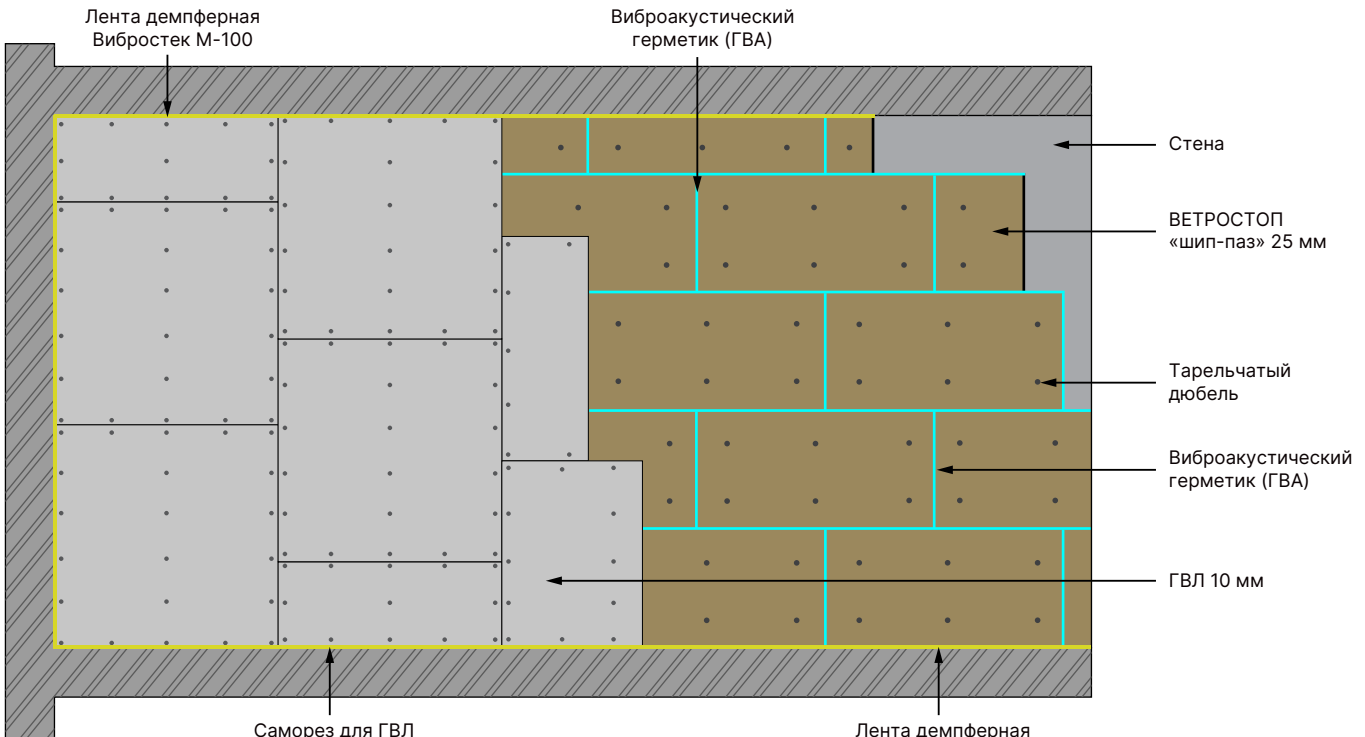 Лента демпферная
Вибростек М-100
Виброакустический
герметик (ГВА)
Стена
ВЕТРОСТОП
«шип-паз» 25 мм
Тарельчатый
дюбель
Виброакустический
герметик (ГВА)
ГВЛ 10 мм
Саморез для ГВЛ
Лента демпферная